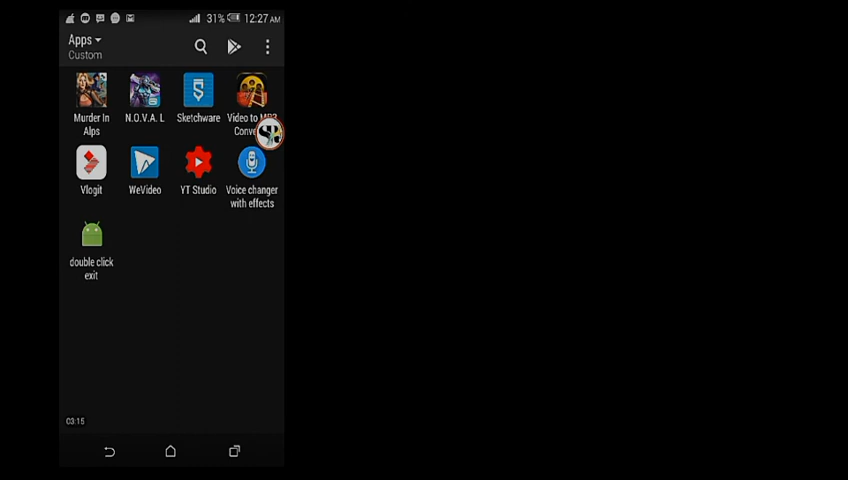 31% 12:27 AM
Apps
Custom
Murder In Alps
N.O.V.A. L
Sketchware
Video to MP3
Vlogit
WeVideo
YT Studio
Voice changer with effects
double click exit
03:15